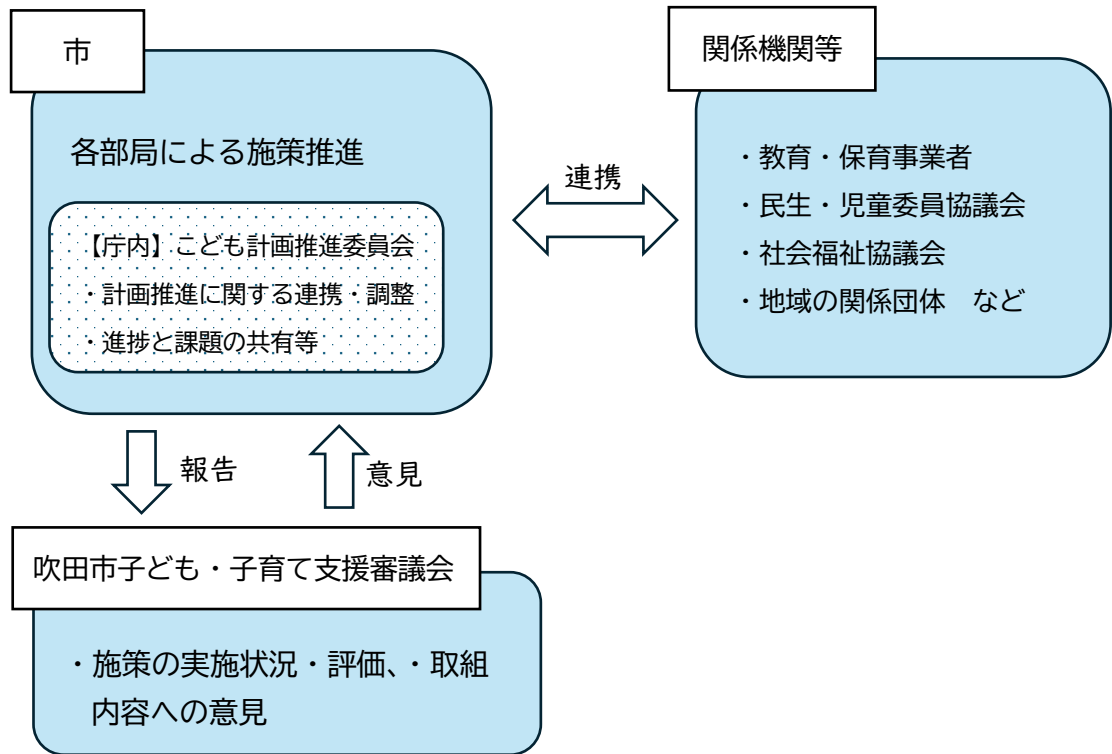 市
各部局による施策推進
【庁内】こども計画推進委員会
・計画推進に関する連携・調整
・進捗と課題の共有等
連携
関係機関等
・教育・保育事業者
・民生・児童委員協議会
・社会福祉協議会
・地域の関係団体　など
報告
意見
吹田市子ども・子育て支援審議会
・施策の実施状況・評価、・取組
内容への意見